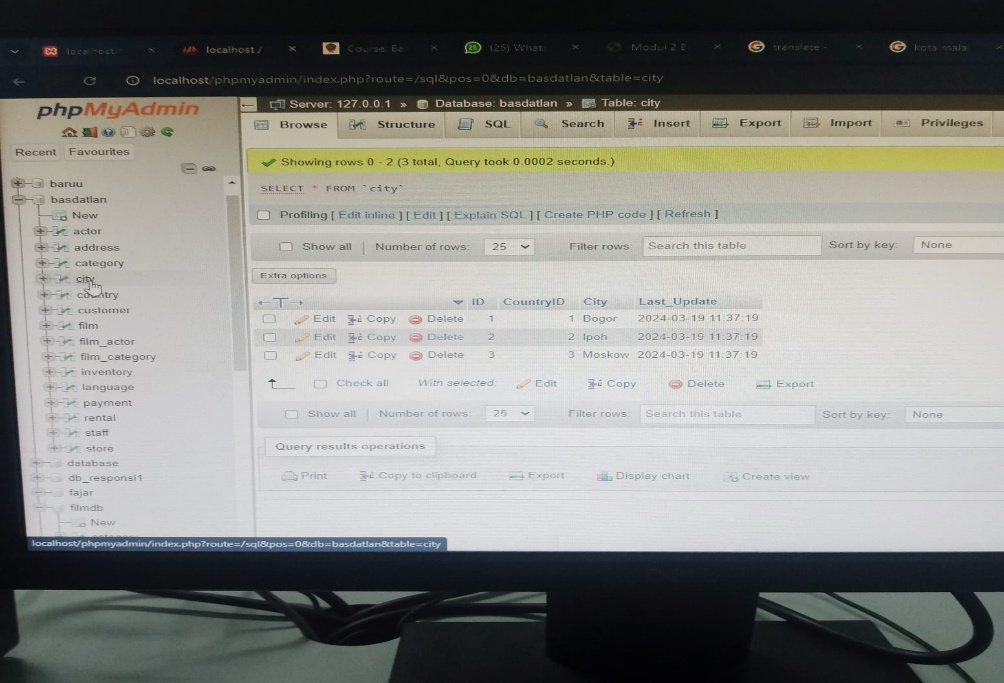 localhost /
Course: Ba
(25) What:
Modul 2 E
translate -
kota mala
localhost/phpmyadmin/index.php?route=/sql&pos=0&db=basdatlan&table=city
phpMyAdmin
Recent Favourites
baruu
basdatlan
New
actor
address
category
city
country
customer
film
film_actor
film_category
inventory
language
payment
rental
staff
store
database
db_responsi1
fajar
filmdb
New
localhost/phpmyadmin/index.php?route=/sql&pos=0&db=basdatlan&table=city
Server: 127.0.0.1 » Database: basdatlan » Table: city
Browse Structure SQL Search Insert Export Import Privileges
Showing rows 0 - 2 (3 total, Query took 0.0002 seconds.)
SELECT * FROM `city`
Profiling [ Edit inline ] [ Edit ] [ Explain SQL ] [ Create PHP code ] [ Refresh ]
Show all | Number of rows: 25 Filter rows: Search this table Sort by key: None
Extra options
ID CountryID City Last_Update
Edit Copy Delete 1 1 Bogor 2024-03-19 11:37:19
Edit Copy Delete 2 2 Ipoh 2024-03-19 11:37:19
Edit Copy Delete 3 3 Moskow 2024-03-19 11:37:19
Check all With selected: Edit Copy Delete Export
Show all | Number of rows: 25 Filter rows: Search this table Sort by key: None
Query results operations
Print Copy to clipboard Export Display chart Create view